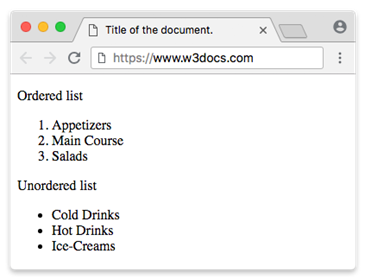 Title of the document.
https://www.w3docs.com
Ordered list
1. Appetizers
2. Main Course
3. Salads
Unordered list
• Cold Drinks
• Hot Drinks
• Ice-Creams